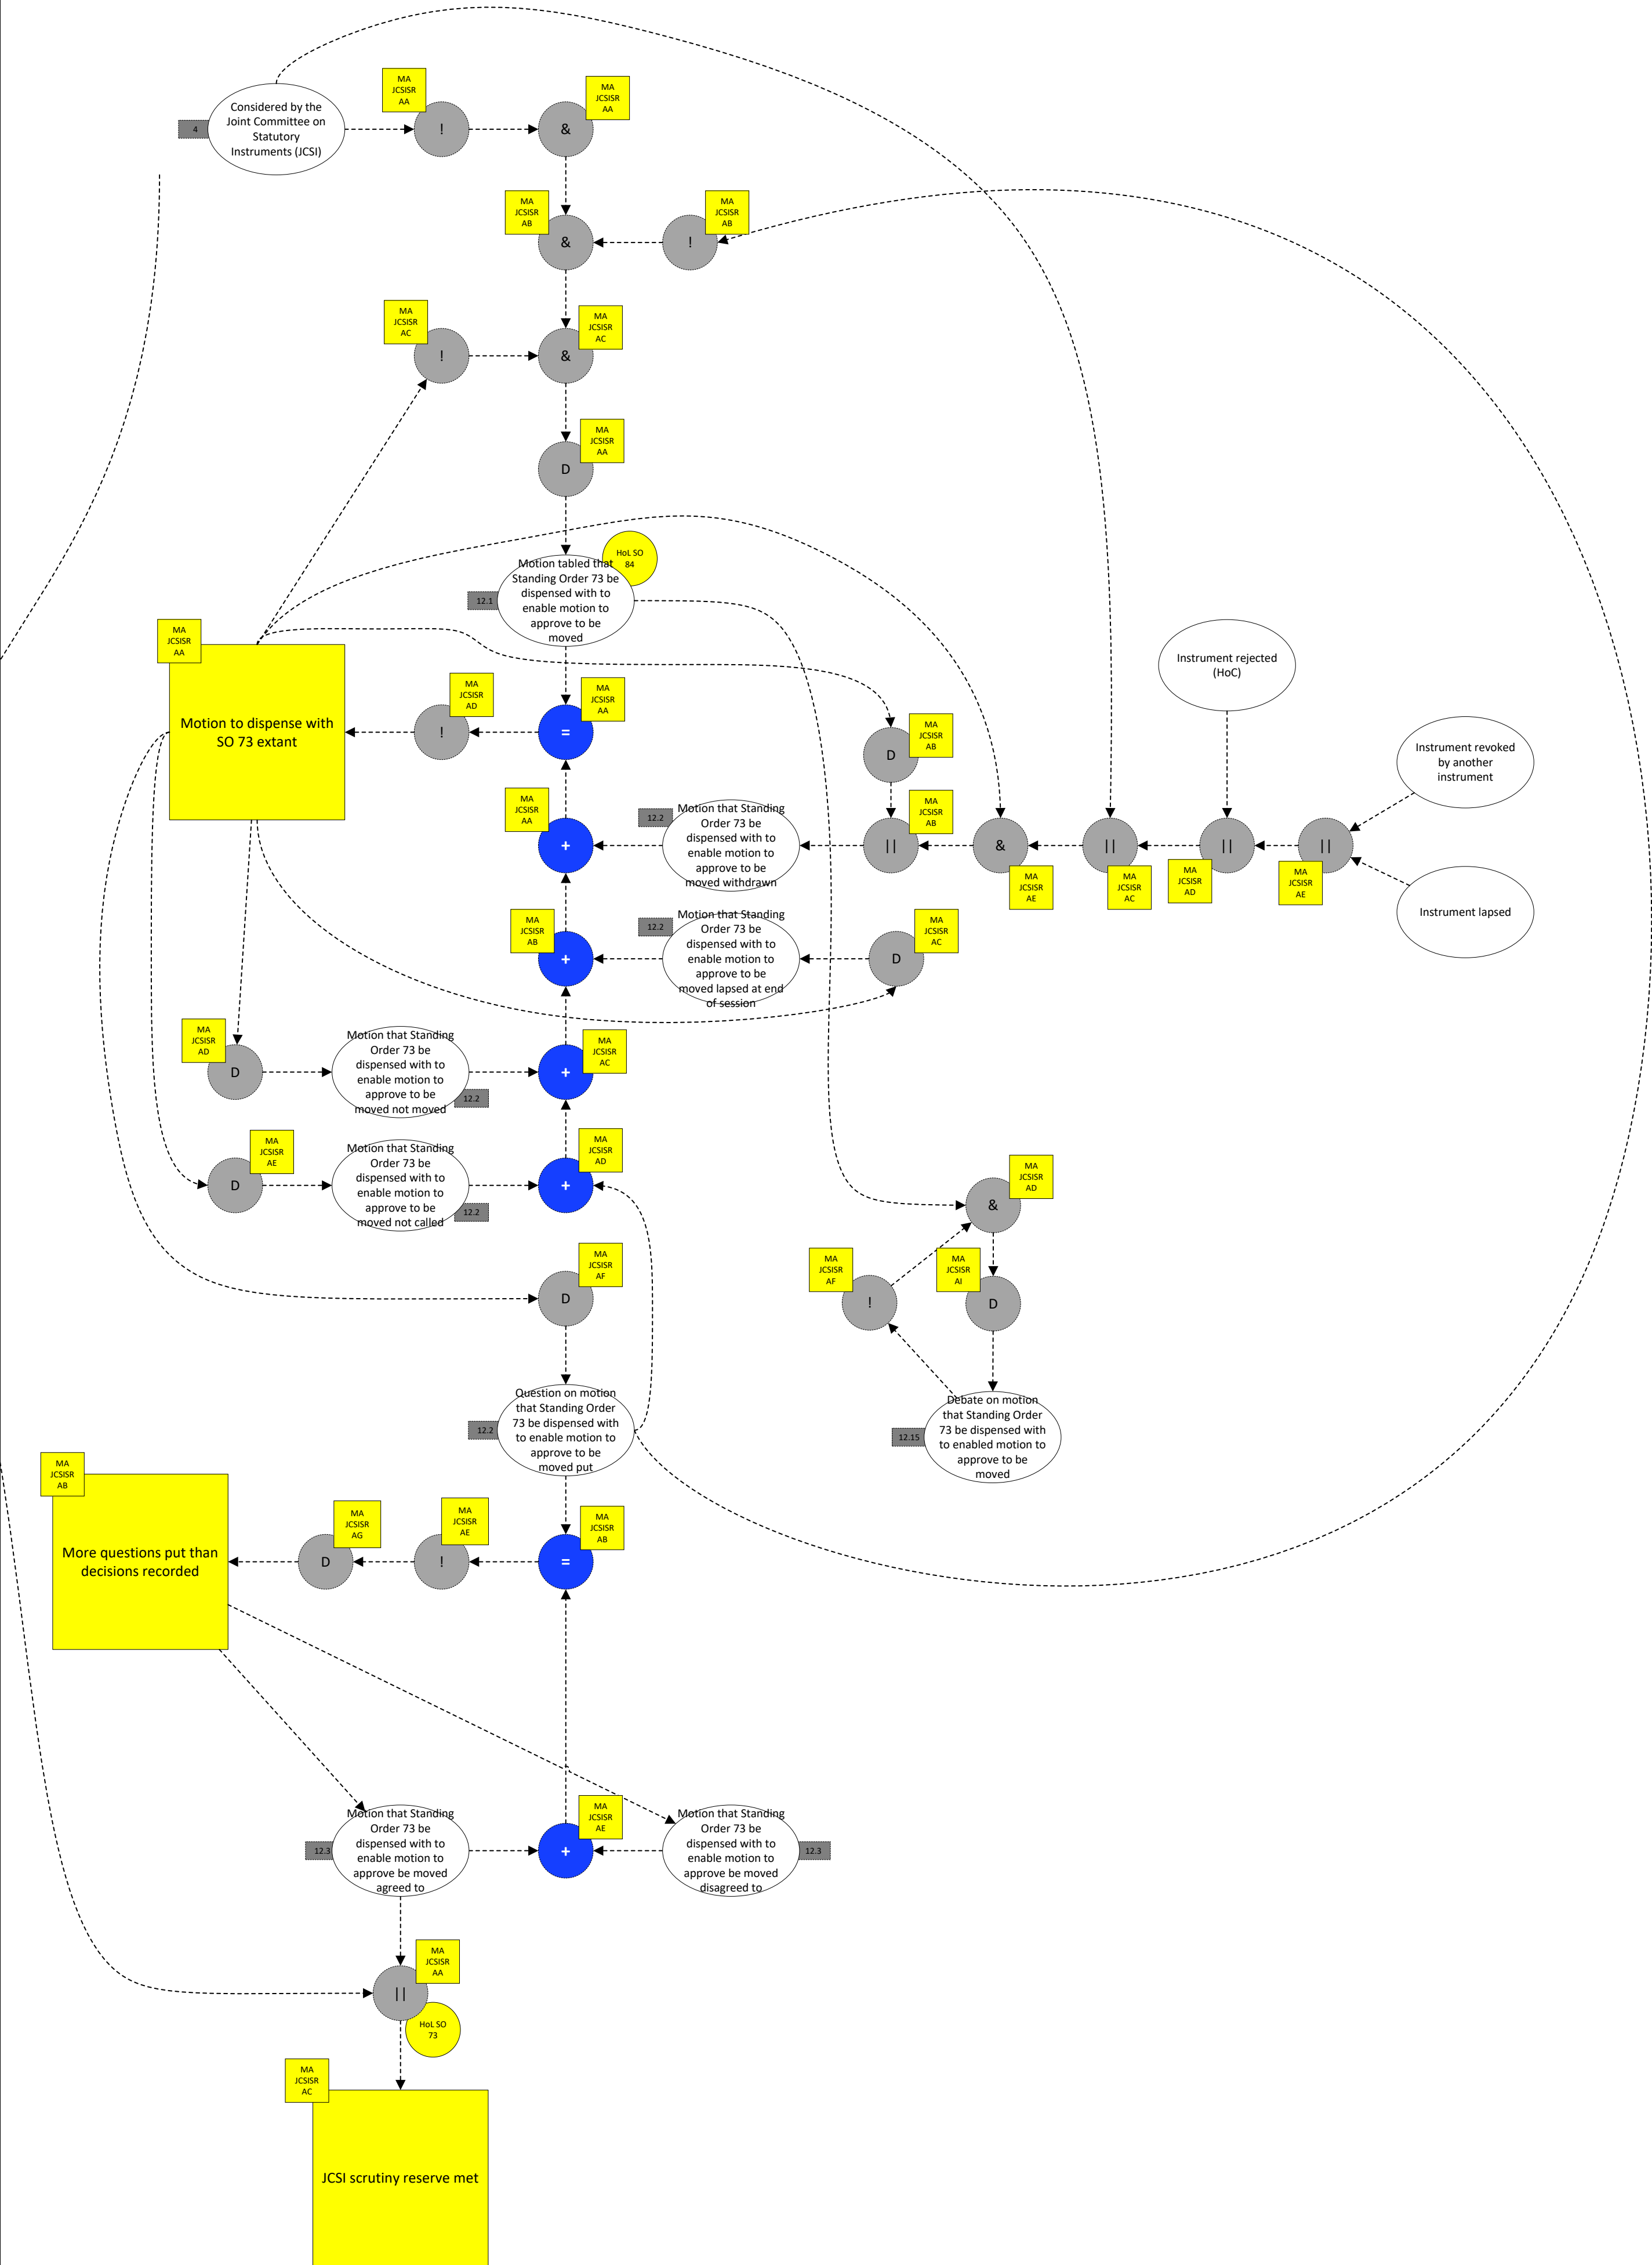 MA
JCSISR
AA
MA
JCSISR
AA
Considered by the
Joint Committee on
Statutory
Instruments (JCSI)
4
!
&
MA
JCSISR
AB
MA
JCSISR
AB
&
!
MA
JCSISR
AC
MA
JCSISR
AC
!
&
MA
JCSISR
AA
D
HoL SO
84
Motion tabled that
Standing Order 73 be
dispensed with to
enable motion to
approve to be
moved
12.1
MA
JCSISR
AA
Motion to dispense with
SO 73 extant
MA
JCSISR
AD
!
MA
JCSISR
AA
=
Instrument rejected
(HoC)
MA
JCSISR
AB
D
Instrument revoked
by another
instrument
MA
JCSISR
AA
+
12.2
Motion that Standing
Order 73 be
dispensed with to
enable motion to
approve to be
moved withdrawn
MA
JCSISR
AB
||
&
MA
JCSISR
AE
||
MA
JCSISR
AC
||
MA
JCSISR
AD
||
MA
JCSISR
AE
Instrument lapsed
MA
JCSISR
AB
+
12.2
Motion that Standing
Order 73 be
dispensed with to
enable motion to
approve to be
moved lapsed at end
of session
MA
JCSISR
AC
D
MA
JCSISR
AD
D
Motion that Standing
Order 73 be
dispensed with to
enable motion to
approve to be
moved not moved
12.2
MA
JCSISR
AC
+
MA
JCSISR
AE
D
Motion that Standing
Order 73 be
dispensed with to
enable motion to
approve to be
moved not called
12.2
MA
JCSISR
AD
+
MA
JCSISR
AD
&
MA
JCSISR
AF
D
MA
JCSISR
AF
!
MA
JCSISR
AI
D
Question on motion
that Standing Order
73 be dispensed with
to enable motion to
approve to be
moved put
12.2
Debate on motion
that Standing Order
73 be dispensed with
to enabled motion to
approve to be
moved
12.15
MA
JCSISR
AB
More questions put than
decisions recorded
MA
JCSISR
AG
D
MA
JCSISR
AE
!
MA
JCSISR
AB
=
12.3
Motion that Standing
Order 73 be
dispensed with to
enable motion to
approve be moved
agreed to
MA
JCSISR
AE
+
Motion that Standing
Order 73 be
dispensed with to
enable motion to
approve be moved
disagreed to
12.3
MA
JCSISR
AA
||
HoL SO
73
MA
JCSISR
AC
JCSI scrutiny reserve met